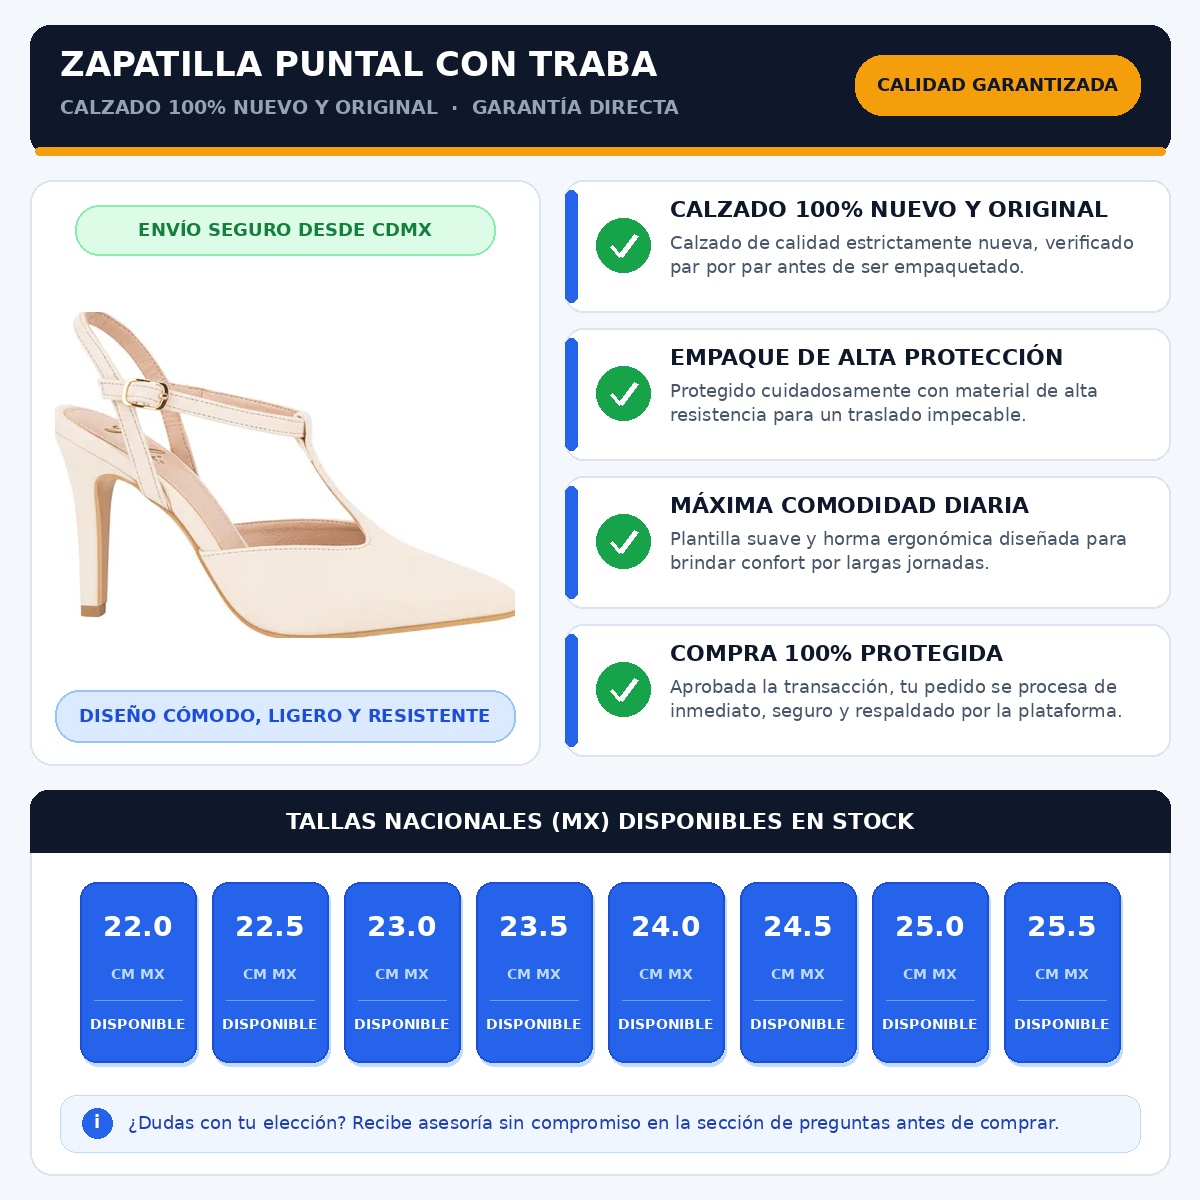 ZAPATILLA PUNTAL CON TRABA
CALZADO 100% NUEVO Y ORIGINAL · GARANTÍA DIRECTA
CALIDAD GARANTIZADA
ENVÍO SEGURO DESDE CDMX
DISEÑO CÓMODO, LIGERO Y RESISTENTE
CALZADO 100% NUEVO Y ORIGINAL
Calzado de calidad estrictamente nueva, verificado
par por par antes de ser empaquetado.
EMPAQUE DE ALTA PROTECCIÓN
Protegido cuidadosamente con material de alta
resistencia para un traslado impecable.
MÁXIMA COMODIDAD DIARIA
Plantilla suave y horma ergonómica diseñada para
brindar confort por largas jornadas.
COMPRA 100% PROTEGIDA
Aprobada la transacción, tu pedido se procesa de
inmediato, seguro y respaldado por la plataforma.
TALLAS NACIONALES (MX) DISPONIBLES EN STOCK
22.0 22.5 23.0 23.5 24.0 24.5 25.0 25.5
CM MX CM MX CM MX CM MX CM MX CM MX CM MX CM MX
DISPONIBLE DISPONIBLE DISPONIBLE DISPONIBLE DISPONIBLE DISPONIBLE DISPONIBLE DISPONIBLE
i ¿Dudas con tu elección? Recibe asesoría sin compromiso en la sección de preguntas antes de comprar.